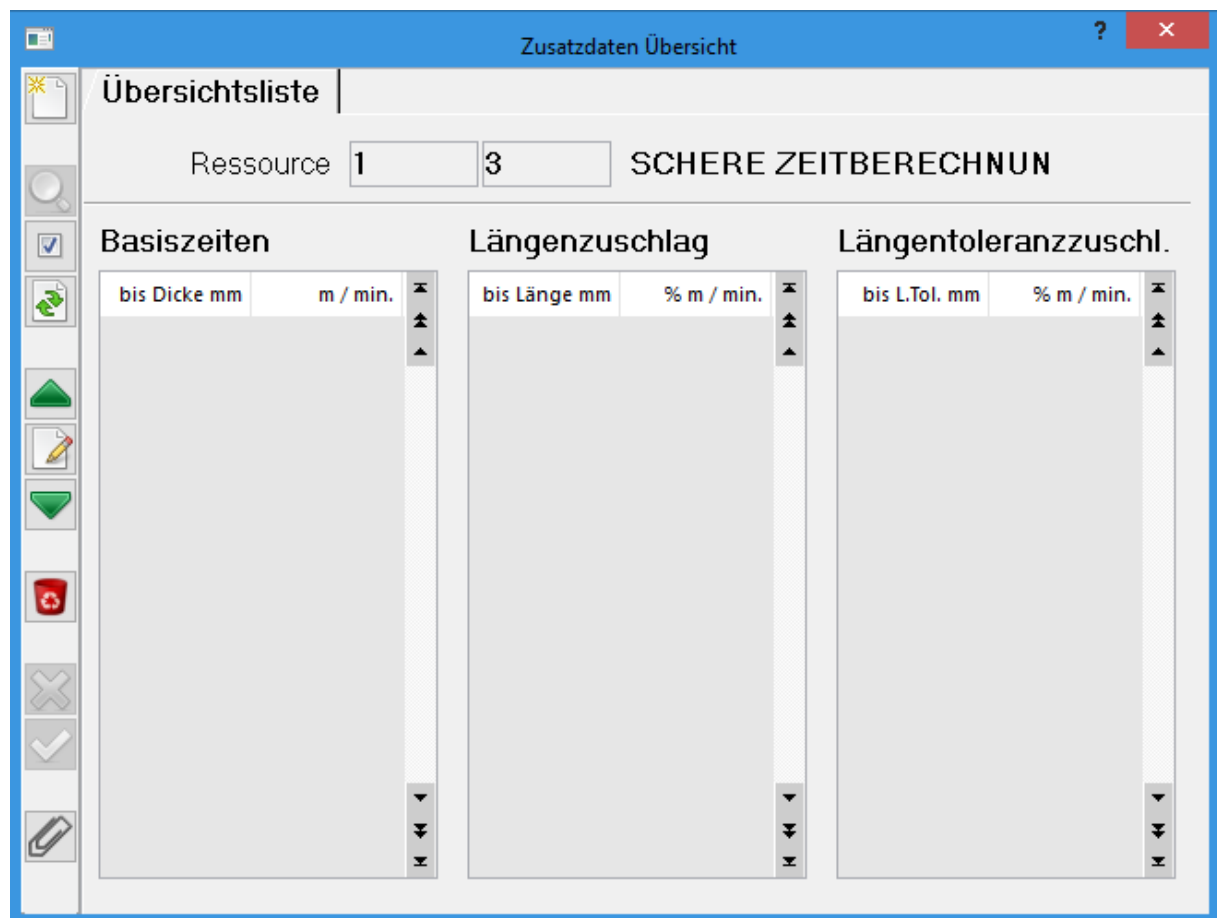 Zusatzdaten Übersicht
?
Übersichtsliste
Ressource 1 3 SCHERE ZEITBERECHNUN
Basiszeiten Längenzuschlag Längentoleranzzuschl.
bis Dicke mm m / min. bis Länge mm % m / min. bis L.Tol. mm % m / min.